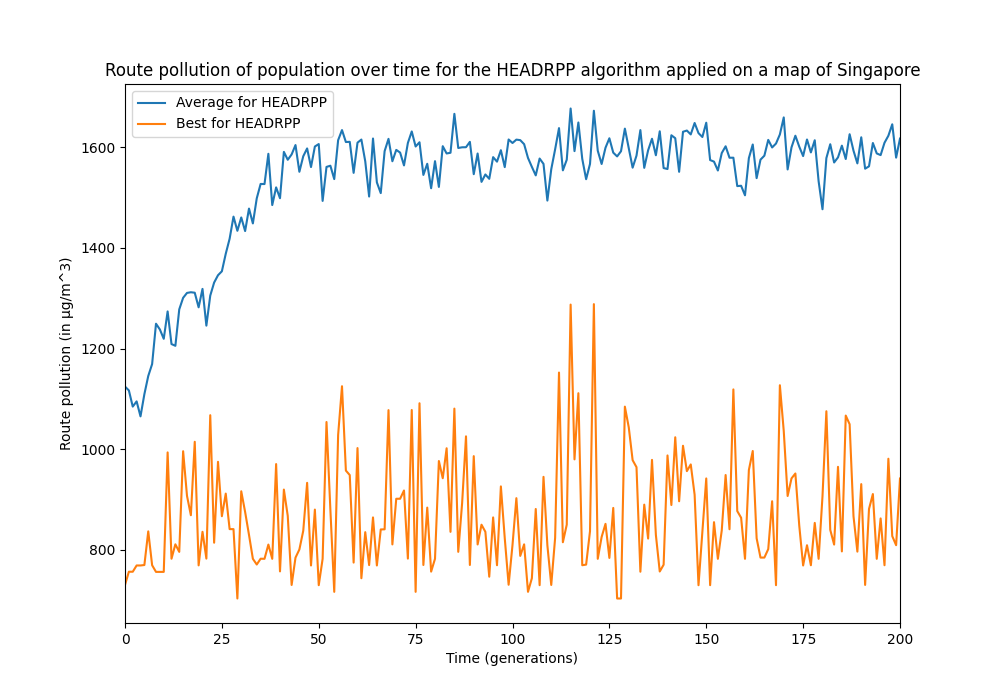 Route pollution of population over time for the HEADRPP algorithm applied on a map of Singapore
Average for HEADRPP
Best for HEADRPP
Route pollution (in µg/m^3)
1600
1400
1200
1000
800
0 25 50 75 100 125 150 175 200
Time (generations)